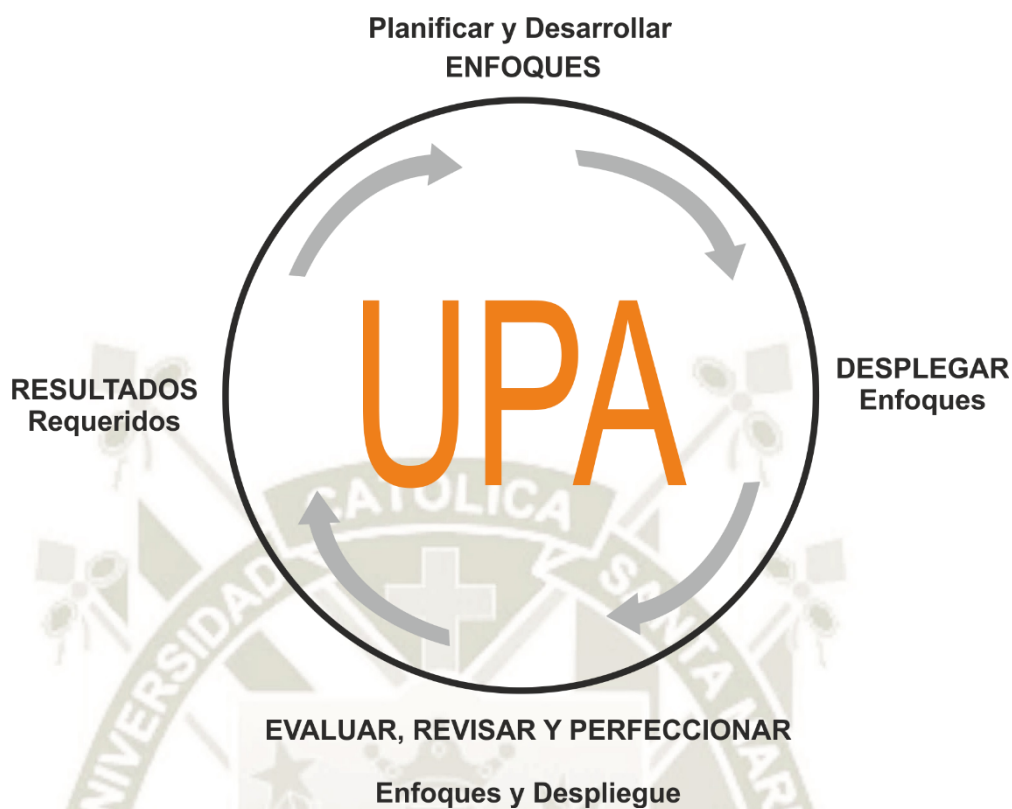 Planificar y Desarrollar
ENFOQUES
RESULTADOS
Requeridos
UPA
DESPLEGAR
Enfoques
CATOLICA
UNIVERSIDAD
SANTA MAR
EVALUAR, REVISAR Y PERFECCIONAR
Enfoques y Despliegue